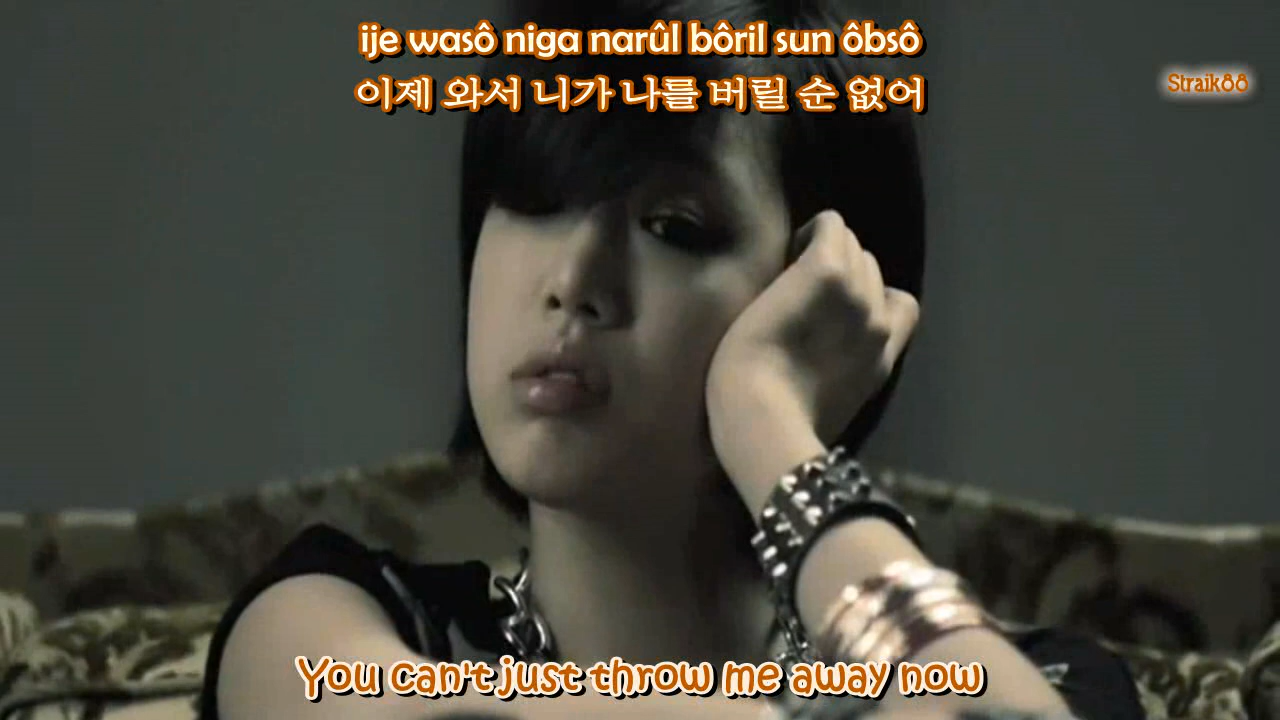 ije wasô niga narûl bôril sun ôbsô
이제 와서 니가 나를 버릴 순 없어
Straik88
You can't just throw me away now